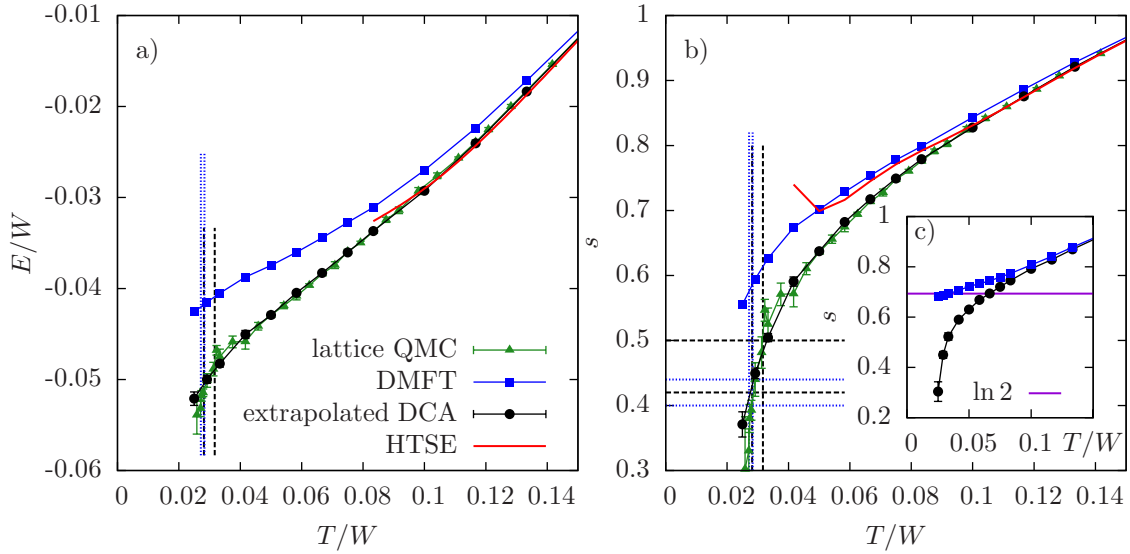 a)
-0.01
-0.02
-0.03
-0.04
-0.05
-0.06
E/W
0 0.02 0.04 0.06 0.08 0.1 0.12 0.14
T/W
lattice QMC
DMFT
extrapolated DCA
HTSE
b)
1
0.9
0.8
0.7
0.6
0.5
0.4
0.3
s
0 0.02 0.04 0.06 0.08 0.1 0.12 0.14
T/W
c)
1
0.8
0.6
0.4
0.2
s
ln 2
0 0.05 0.1 T/W